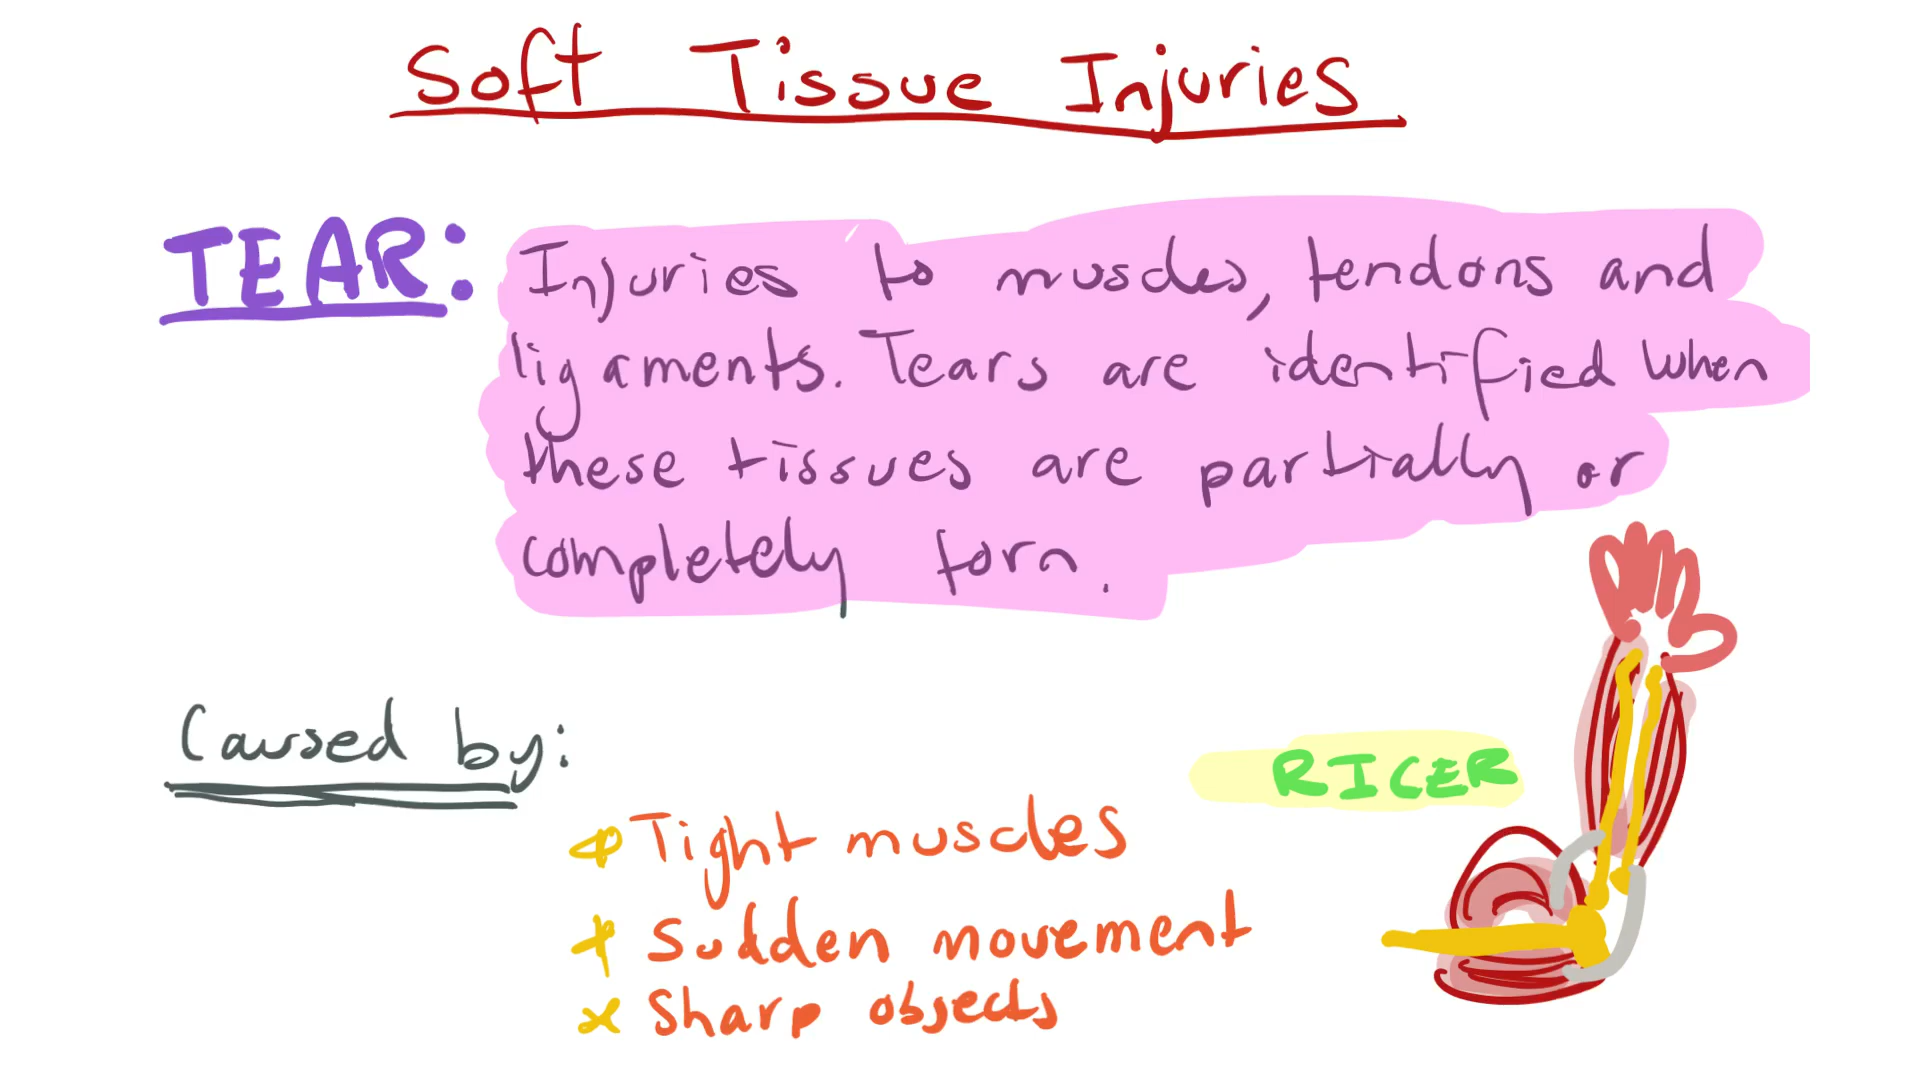 Soft Tissue Injuries
TEAR: Injuries to muscles, tendons and
ligaments. Tears are identified when
these tissues are partially or
completely torn.
Caused by:
RICER
Tight muscles
Sudden movement
Sharp objects